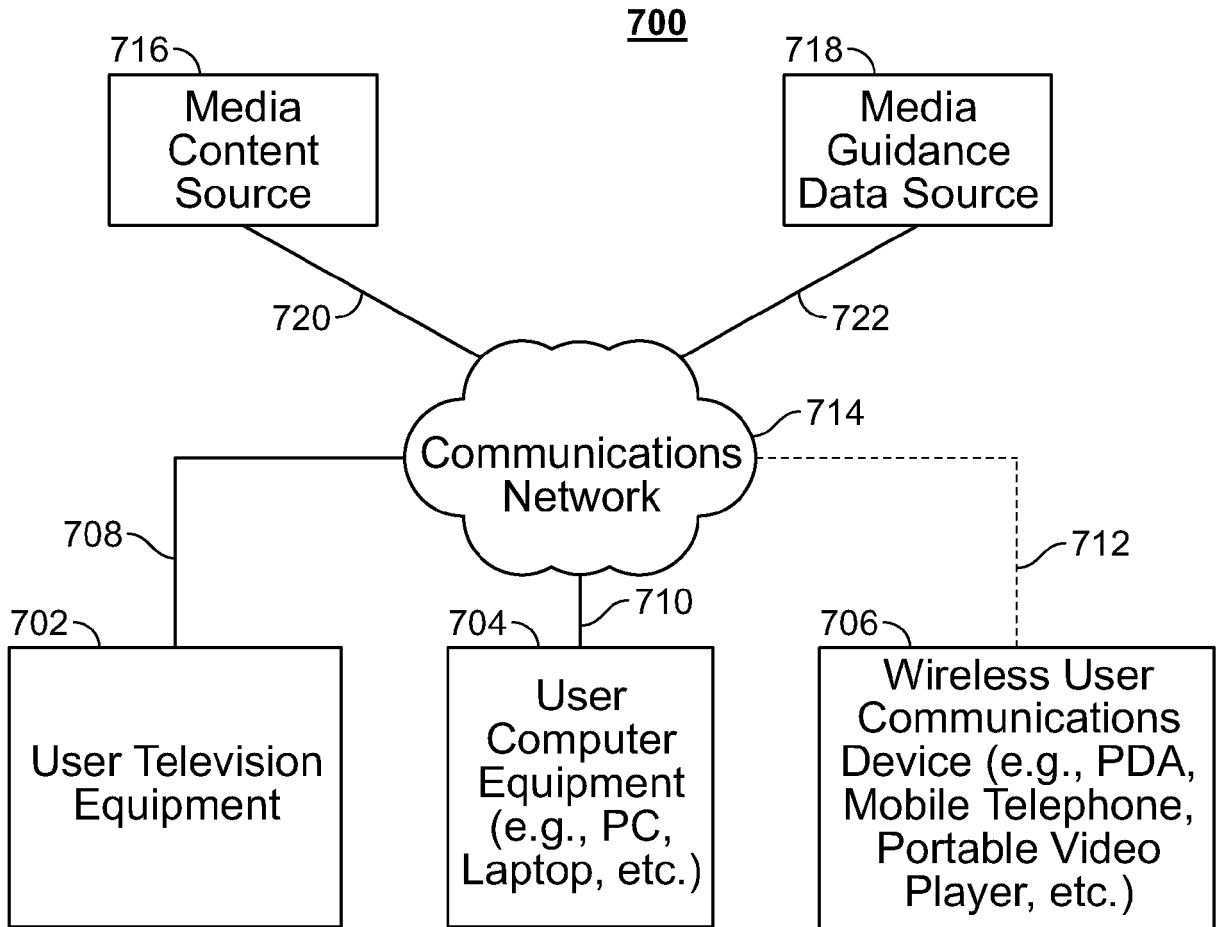 700
716
718
Media
Content
Source
Media
Guidance
Data Source
720
722
714
Communications
Network
708
712
710
702
704
706
User Television
Equipment
User
Computer
Equipment
(e.g., PC,
Laptop, etc.)
Wireless User
Communications
Device (e.g., PDA,
Mobile Telephone,
Portable Video
Player, etc.)